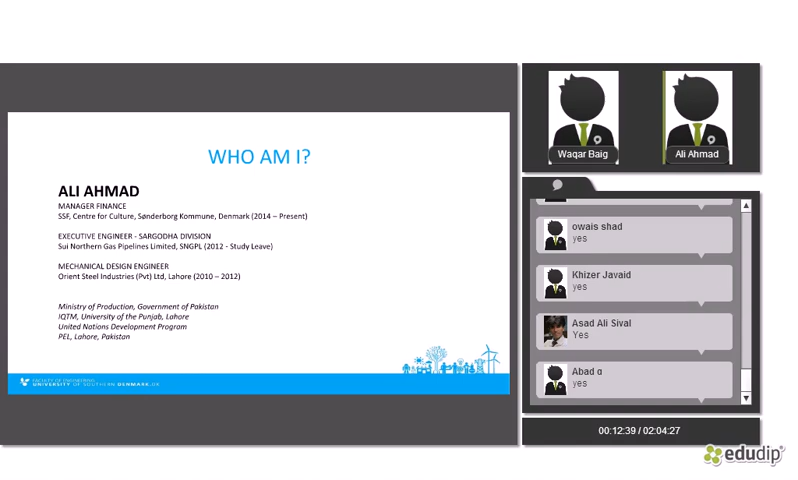 WHO AM I?
ALI AHMAD
MANAGER FINANCE
SSF, Centre for Culture, Sønderborg Kommune, Denmark (2014 – Present)
EXECUTIVE ENGINEER - SARGODHA DIVISION
Sui Northern Gas Pipelines Limited, SNGPL (2012 - Study Leave)
MECHANICAL DESIGN ENGINEER
Orient Steel Industries (Pvt) Ltd, Lahore (2010 – 2012)
Ministry of Production, Government of Pakistan
IQTM, University of the Punjab, Lahore
United Nations Development Program
PEL, Lahore, Pakistan
FACULTY OF ENGINEERING
UNIVERSITY OF SOUTHERN DENMARK.DK
Waqar Baig
Ali Ahmad
owais shad
yes
Khizer Javaid
yes
Asad Ali Sival
Yes
Abad g
yes
00:12:39 / 02:04:27
edudip